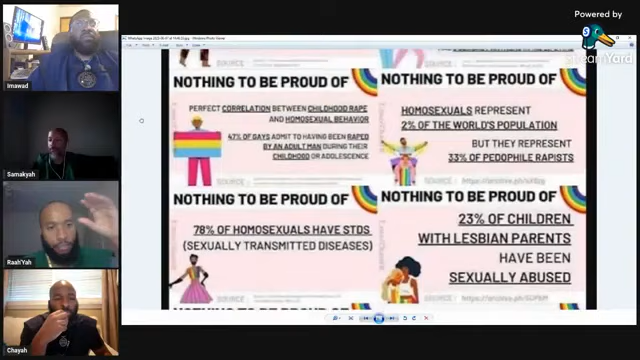 Powered by
StreamYard
Imawad
Samakyah
Raah'Yah
Chayah
NOTHING TO BE PROUD OF
PERFECT CORRELATION BETWEEN CHILDHOOD RAPE
AND HOMOSEXUAL BEHAVIOR
47% OF GAYS ADMIT TO HAVING BEEN RAPED
BY AN ADULT MAN DURING THEIR
CHILDHOOD OR ADOLESCENCE
SOURCE
NOTHING TO BE PROUD OF
HOMOSEXUALS REPRESENT
2% OF THE WORLD'S POPULATION
BUT THEY REPRESENT
33% OF PEDOPHILE RAPISTS
SOURCE
NOTHING TO BE PROUD OF
78% OF HOMOSEXUALS HAVE STDS
(SEXUALLY TRANSMITTED DISEASES)
SOURCE
NOTHING TO BE PROUD OF
23% OF CHILDREN
WITH LESBIAN PARENTS
HAVE BEEN
SEXUALLY ABUSED
SOURCE